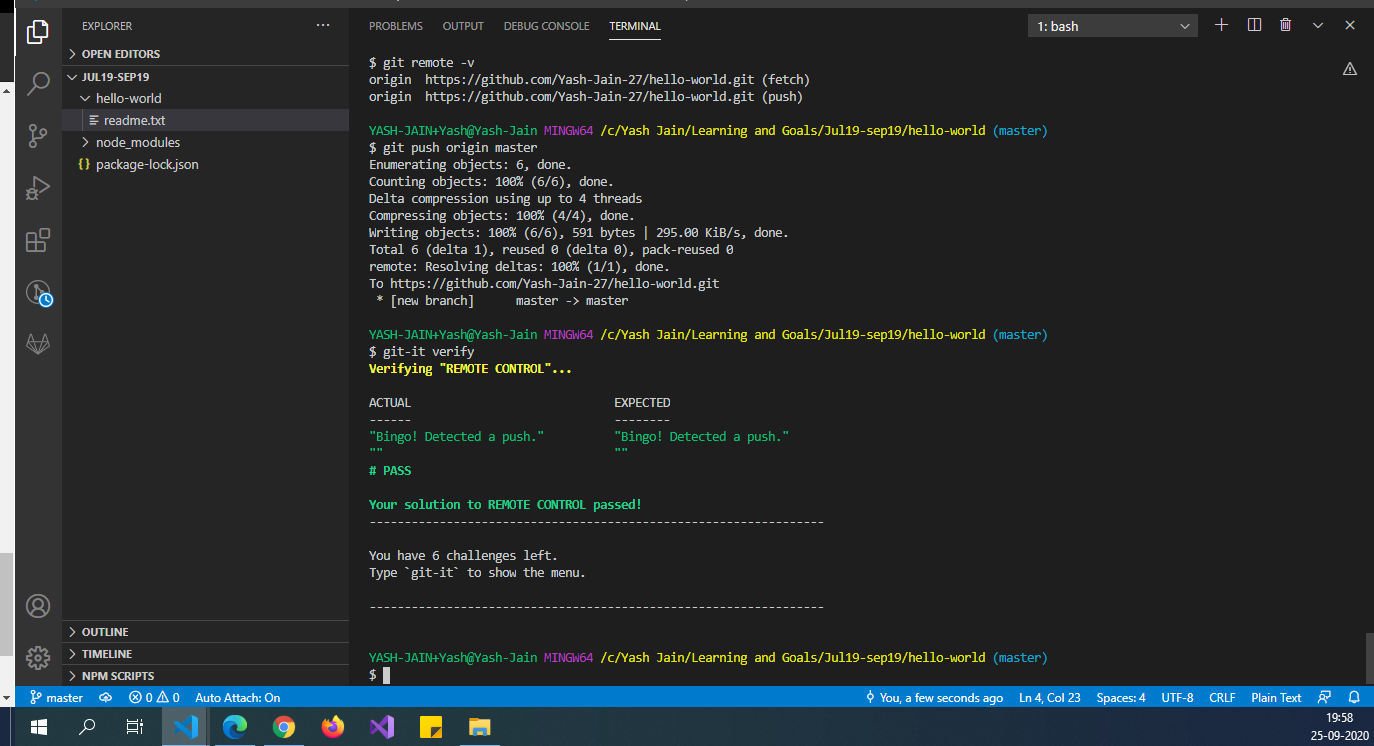 EXPLORER
OPEN EDITORS
JUL19-SEP19
hello-world
readme.txt
node_modules
package-lock.json
OUTLINE
TIMELINE
NPM SCRIPTS
PROBLEMS OUTPUT DEBUG CONSOLE TERMINAL
1: bash
$ git remote -v
origin  https://github.com/Yash-Jain-27/hello-world.git (fetch)
origin  https://github.com/Yash-Jain-27/hello-world.git (push)
YASH-JAIN+Yash@Yash-Jain MINGW64 /c/Yash Jain/Learning and Goals/Jul19-sep19/hello-world (master)
$ git push origin master
Enumerating objects: 6, done.
Counting objects: 100% (6/6), done.
Delta compression using up to 4 threads
Compressing objects: 100% (4/4), done.
Writing objects: 100% (6/6), 591 bytes | 295.00 KiB/s, done.
Total 6 (delta 1), reused 0 (delta 0), pack-reused 0
remote: Resolving deltas: 100% (1/1), done.
To https://github.com/Yash-Jain-27/hello-world.git
 * [new branch]      master -> master
YASH-JAIN+Yash@Yash-Jain MINGW64 /c/Yash Jain/Learning and Goals/Jul19-sep19/hello-world (master)
$ git-it verify
Verifying "REMOTE CONTROL"...
ACTUAL                             EXPECTED
------                             --------
"Bingo! Detected a push."          "Bingo! Detected a push."
""                                 ""
# PASS
Your solution to REMOTE CONTROL passed!
-----------------------------------------------------------------
You have 6 challenges left.
Type `git-it` to show the menu.
-----------------------------------------------------------------
YASH-JAIN+Yash@Yash-Jain MINGW64 /c/Yash Jain/Learning and Goals/Jul19-sep19/hello-world (master)
$
master 0 0 Auto Attach: On You, a few seconds ago Ln 4, Col 23 Spaces: 4 UTF-8 CRLF Plain Text
19:58
25-09-2020